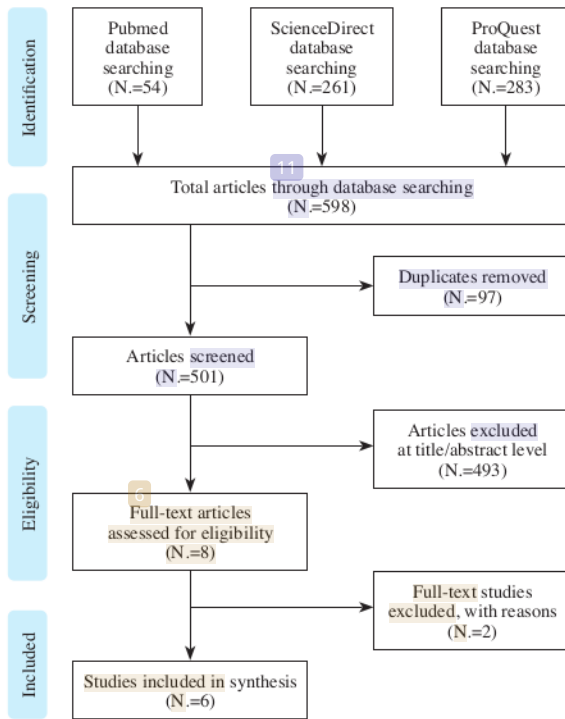 Identification
Pubmed
database
searching
(N.=54)
ScienceDirect
database
searching
(N.=261)
ProQuest
database
searching
(N.=283)
11
Total articles through database searching
(N.=598)
Screening
Duplicates removed
(N.=97)
Articles screened
(N.=501)
Eligibility
Articles excluded
at title/abstract level
(N.=493)
6
Full-text articles
assessed for eligibility
(N.=8)
Full-text studies
excluded, with reasons
(N.=2)
Included
Studies included in synthesis
(N.=6)